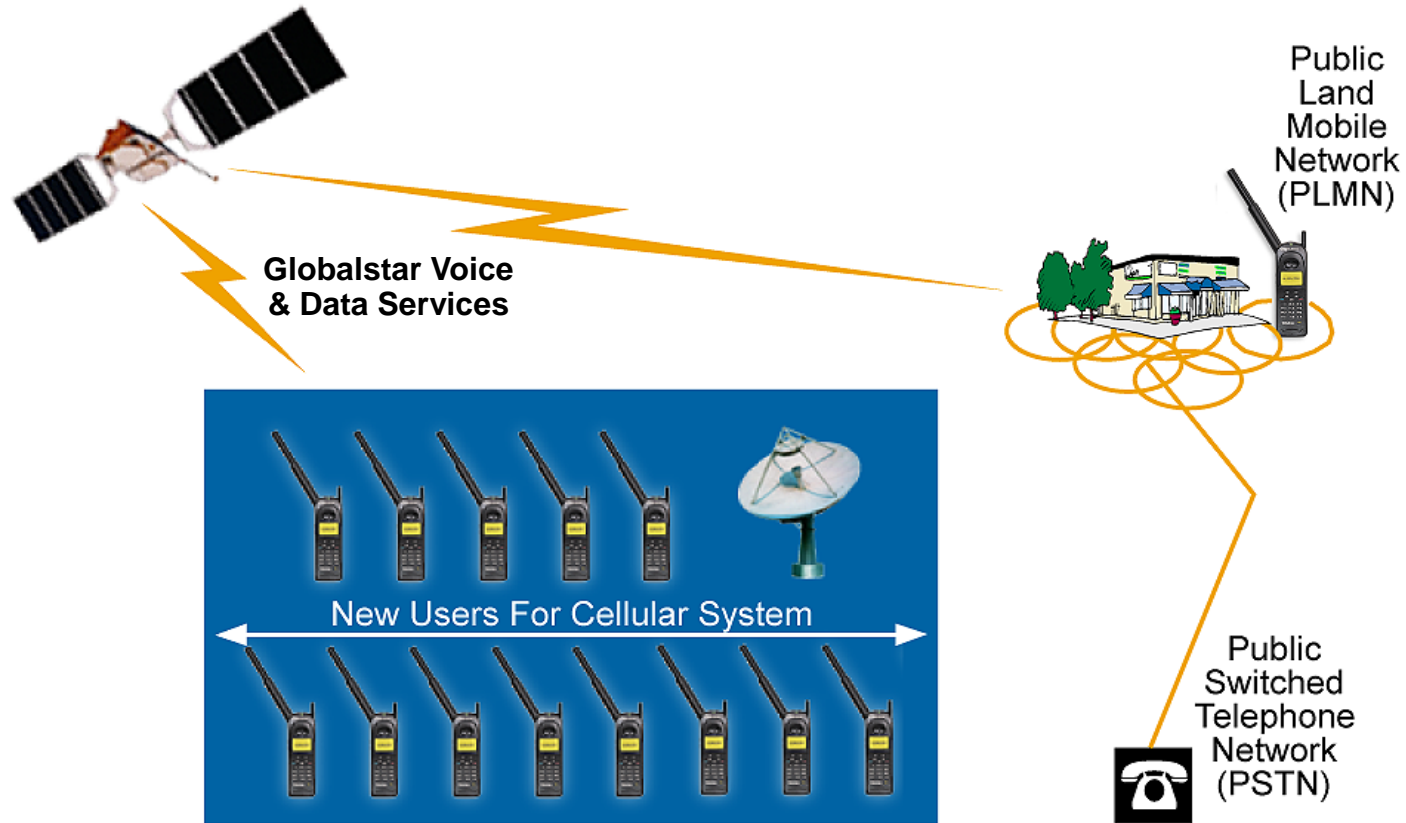 Public
Land
Mobile
Network
(PLMN)
Globalstar Voice
& Data Services
New Users For Cellular System
Public
Switched
Telephone
Network
(PSTN)